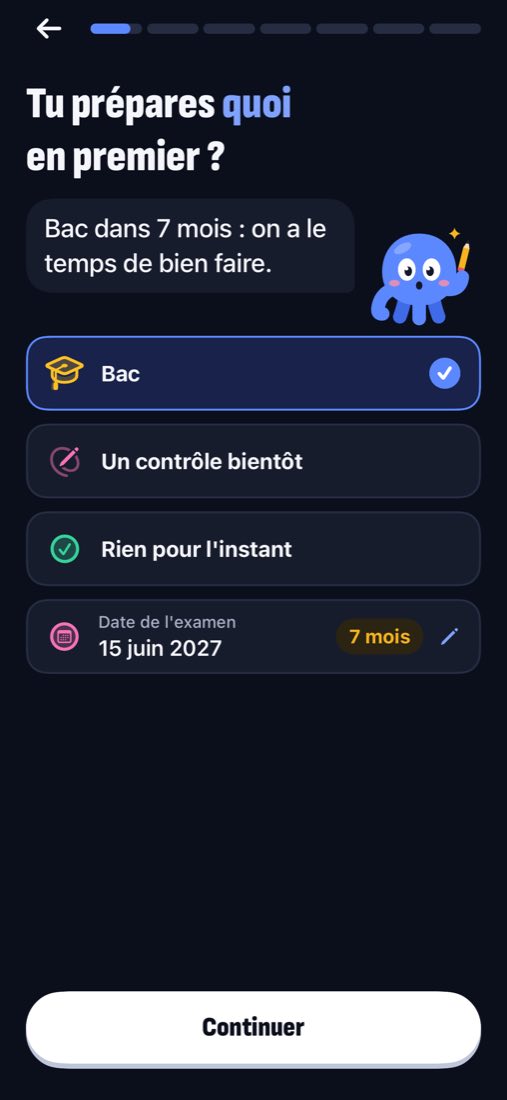 Tu prépares quoi
en premier ?
Bac dans 7 mois : on a le
temps de bien faire.
Bac
Un contrôle bientôt
Rien pour l'instant
Date de l'examen
15 juin 2027
7 mois
Continuer